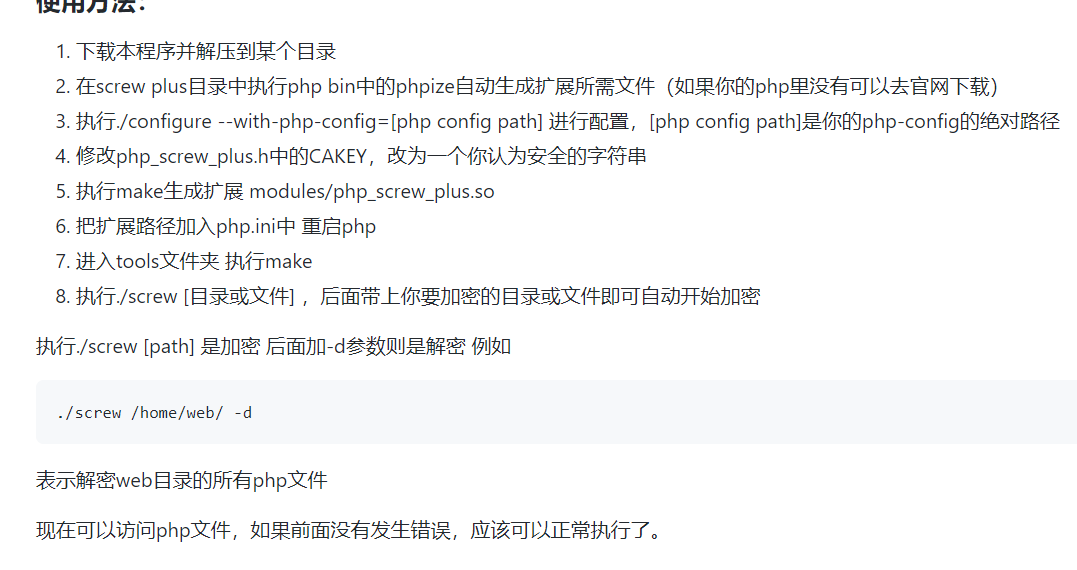 使用方法：
1. 下载本程序并解压到某个目录
2. 在screw plus目录中执行php bin中的phpize自动生成扩展所需文件（如果你的php里没有可以去官网下载）
3. 执行./configure --with-php-config=[php config path] 进行配置，[php config path]是你的php-config的绝对路径
4. 修改php_screw_plus.h中的CAKEY，改为一个你认为安全的字符串
5. 执行make生成扩展 modules/php_screw_plus.so
6. 把扩展路径加入php.ini中 重启php
7. 进入tools文件夹 执行make
8. 执行./screw [目录或文件] ，后面带上你要加密的目录或文件即可自动开始加密
执行./screw [path] 是加密 后面加-d参数则是解密 例如
./screw /home/web/ -d
表示解密web目录的所有php文件
现在可以访问php文件，如果前面没有发生错误，应该可以正常执行了。